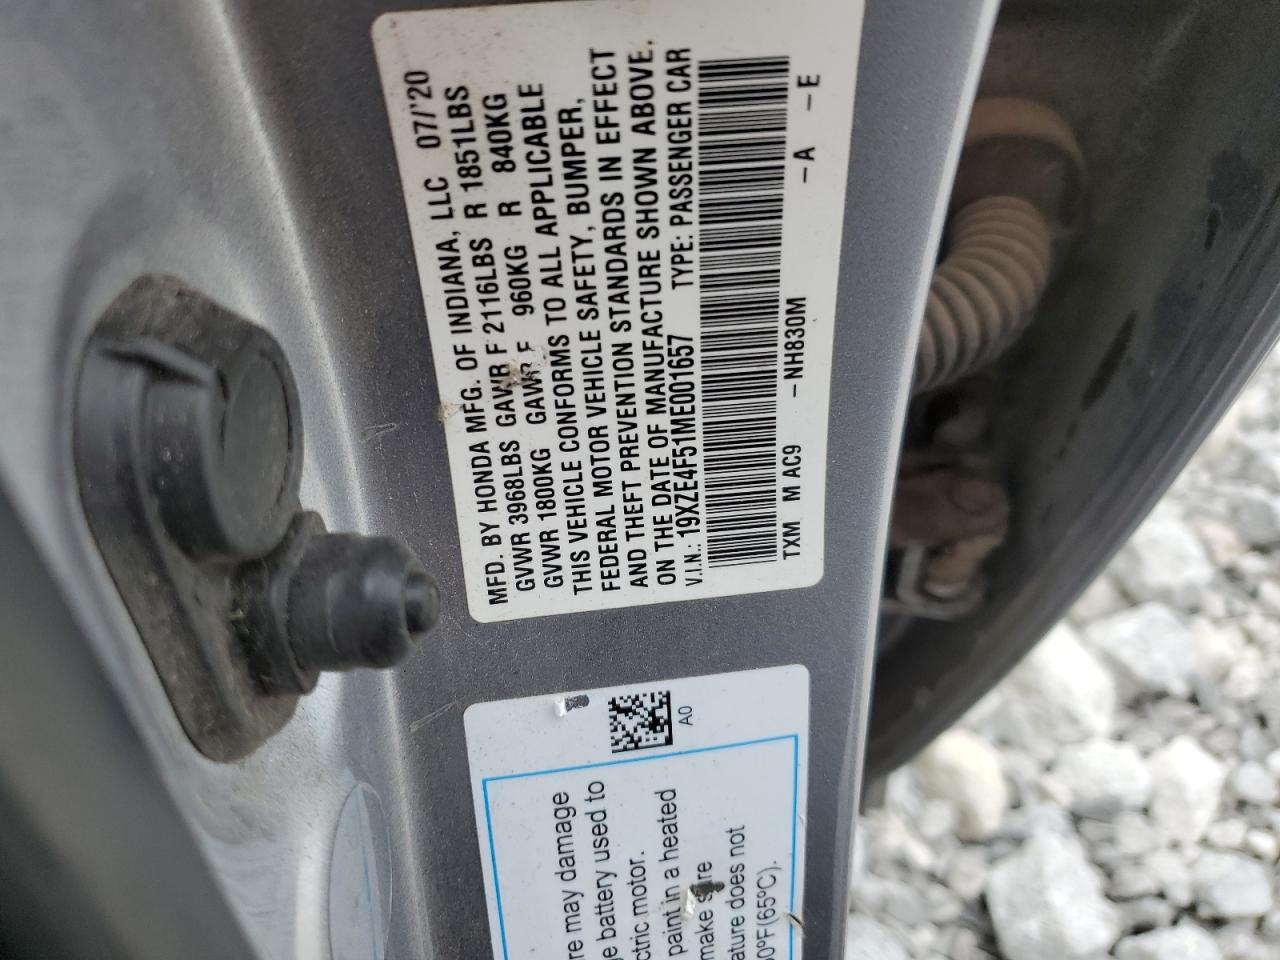 MFD. BY HONDA MFG. OF INDIANA, LLC 07/'20
GVWR 3968LBS GAWR F 2116LBS R 1851LBS
GVWR 1800KG GAWR F 960KG R 840KG
THIS VEHICLE CONFORMS TO ALL APPLICABLE
FEDERAL MOTOR VEHICLE SAFETY, BUMPER,
AND THEFT PREVENTION STANDARDS IN EFFECT
ON THE DATE OF MANUFACTURE SHOWN ABOVE.
V.I.N.: 19XZE4F51ME001657 TYPE: PASSENGER CAR
TXM M AC9 –NH830M –A –E
A0
re may damage
e battery used to
ctric motor.
paint in a heated
make
ature does not
0°F(65°C).